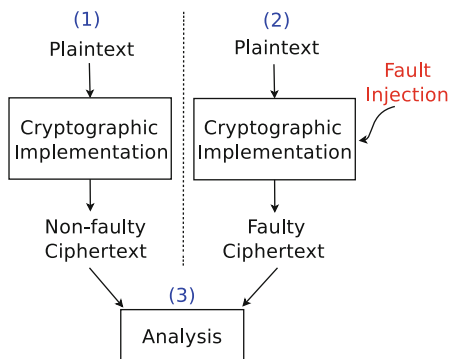 (1)
Plaintext
Cryptographic
Implementation
Non-faulty
Ciphertext
(2)
Plaintext
Fault
Injection
Cryptographic
Implementation
Faulty
Ciphertext
(3)
Analysis